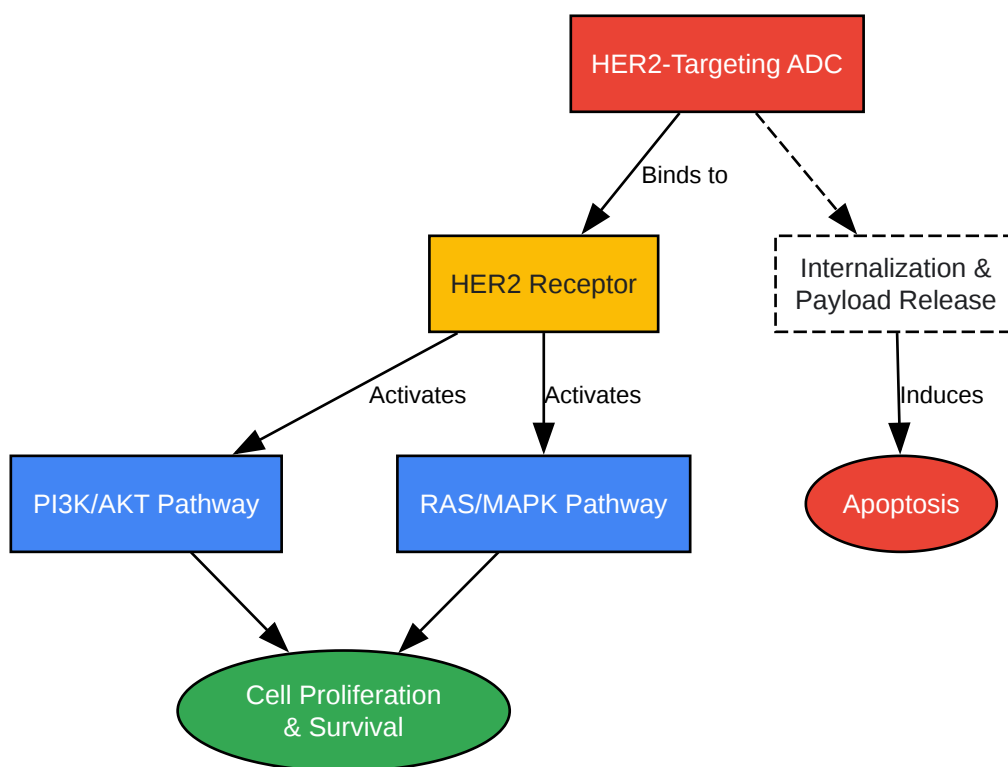 HER2-Targeting ADC
Binds to
HER2 Receptor
Internalization &
Payload Release
Activates
Activates
Induces
PI3K/AKT Pathway
RAS/MAPK Pathway
Apoptosis
Cell Proliferation
& Survival